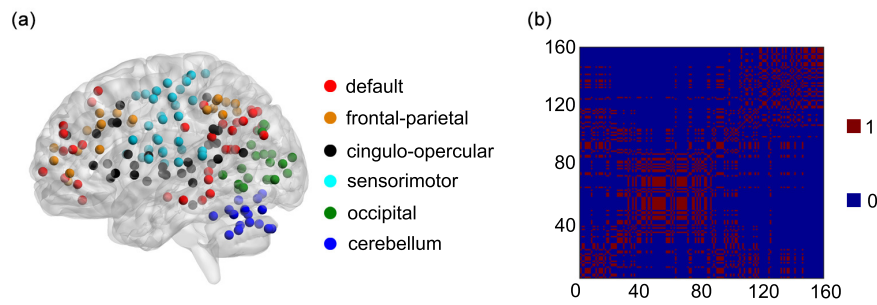 (a)
default
frontal-parietal
cingulo-opercular
sensorimotor
occipital
cerebellum
(b)
160
120
80
40
0
40
80
120
160
1
0